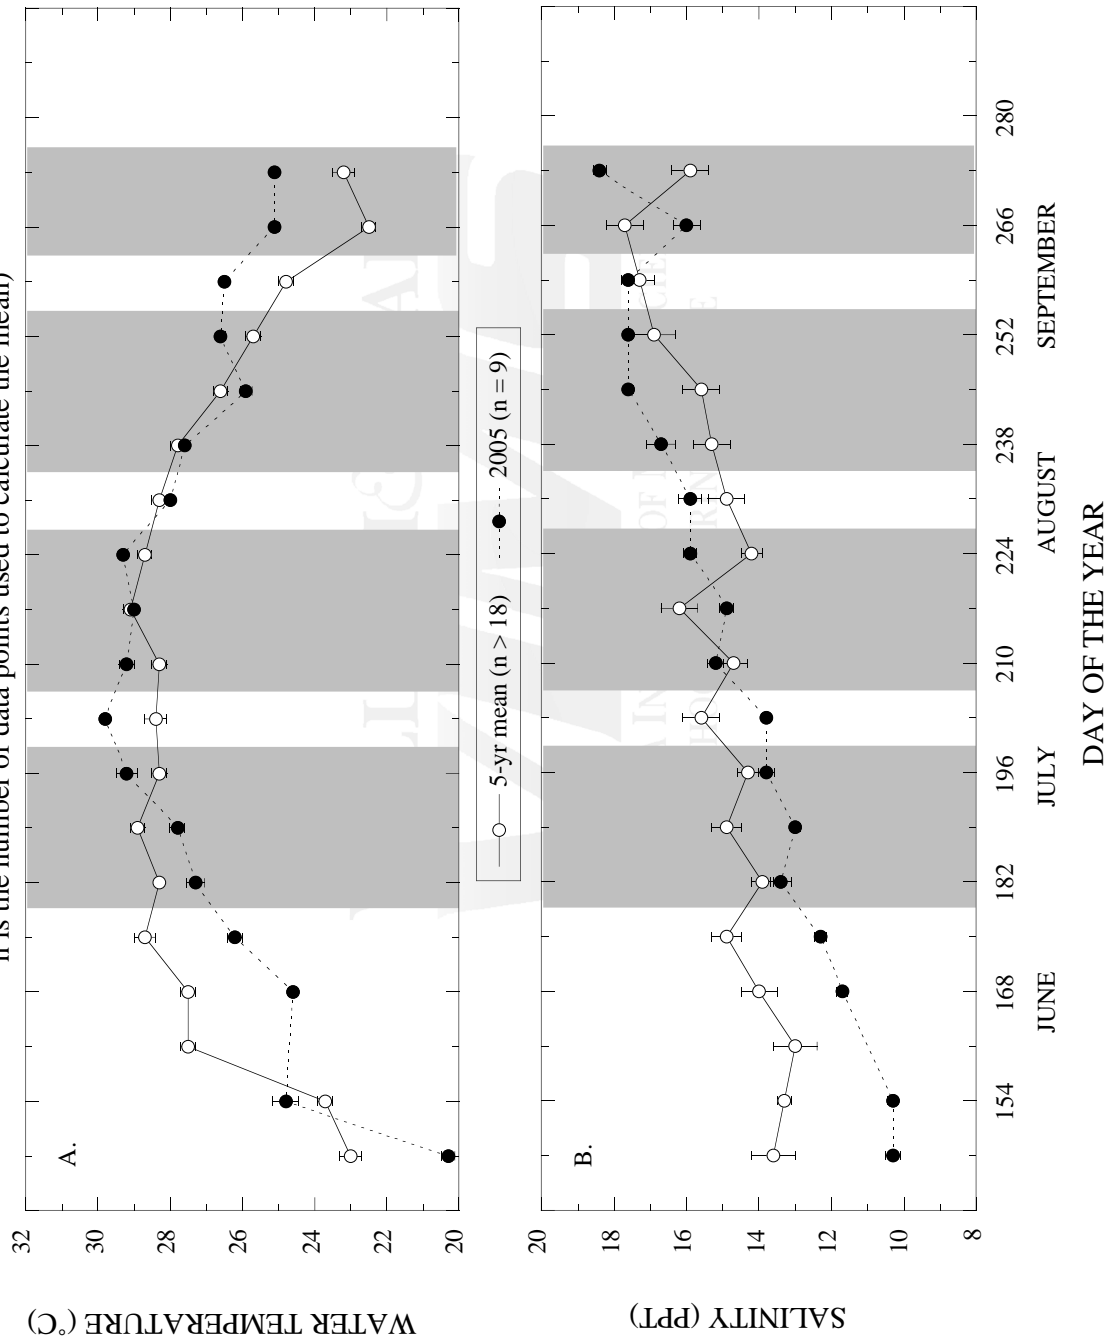 n is the number of data points used to calculate the mean)
A.
32
30
28
26
24
22
20
WATER TEMPERATURE (°C)
5-yr mean (n > 18)
2005 (n = 9)
B.
20
18
16
14
12
10
8
SALINITY (PPT)
154
168
182
196
210
224
238
252
266
280
JUNE
JULY
AUGUST
SEPTEMBER
DAY OF THE YEAR